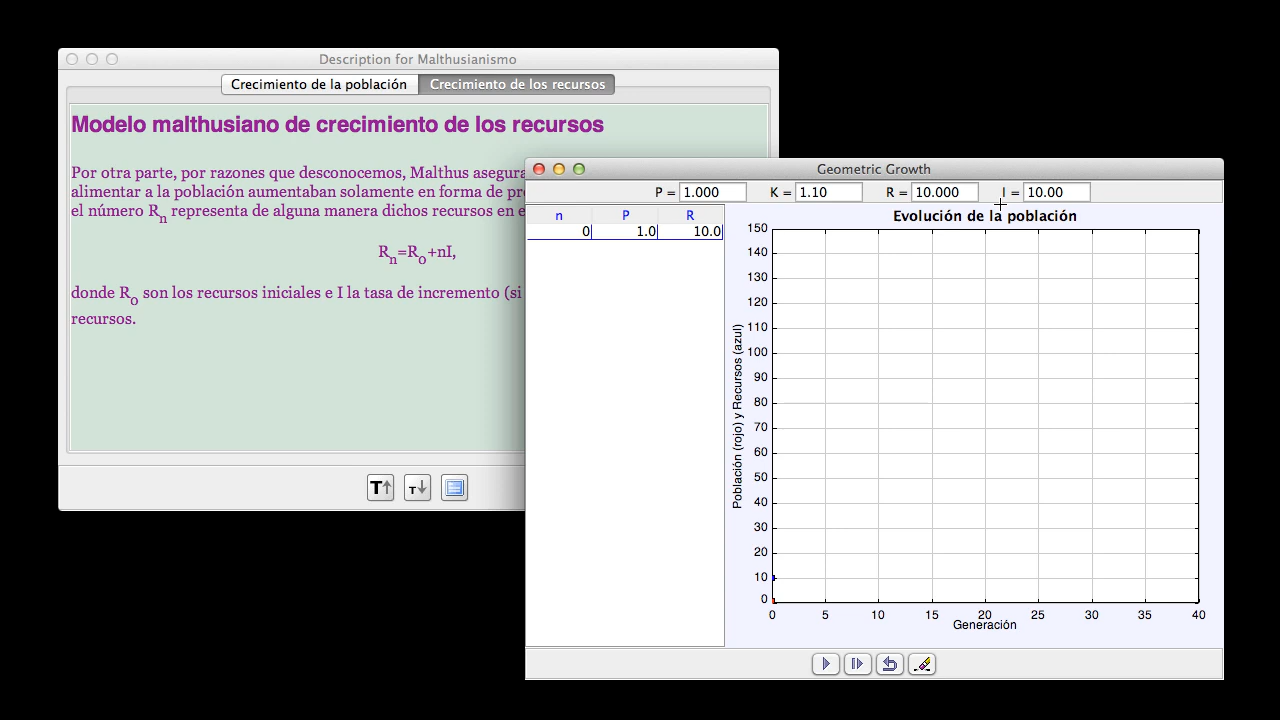 Description for Malthusianismo
Crecimiento de la población
Crecimiento de los recursos
Modelo malthusiano de crecimiento de los recursos
Por otra parte, por razones que desconocemos, Malthus asegura
alimentar a la población aumentaban solamente en forma de
el número Rn representa de alguna manera dichos recursos en
Rn=R0+nI,
donde R0 son los recursos iniciales e I la tasa de incremento (si
recursos.
T↑ T↓
Geometric Growth
P = 1.000 K = 1.10 R = 10.000 I = 10.00
n P R
0 1.0 10.0
Evolución de la población
Población (rojo) y Recursos (azul)
150
140
130
120
110
100
90
80
70
60
50
40
30
20
10
0
0 5 10 15 20 25 30 35 40
Generación